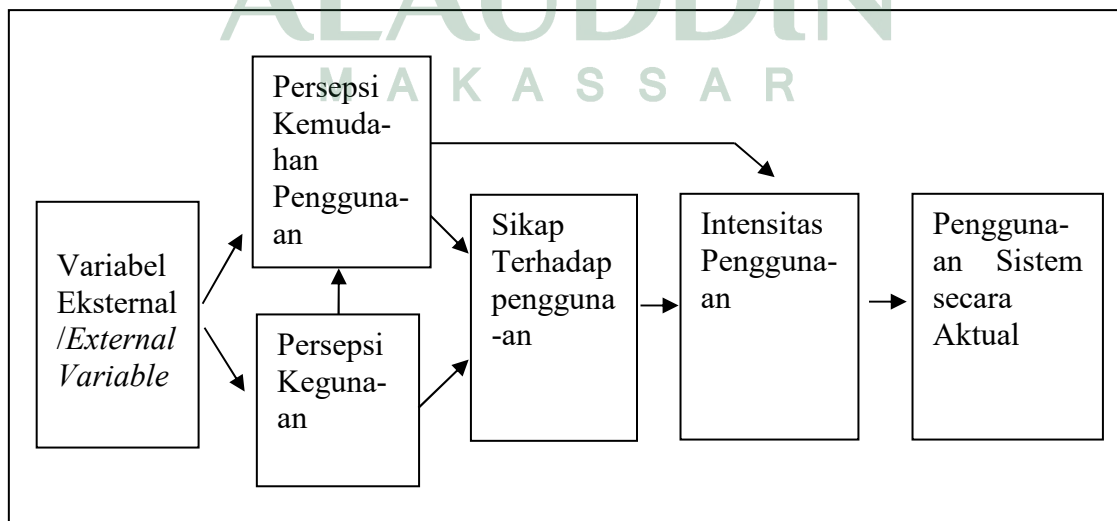 ALAUDDIN
MAKASSAR
Persepsi
Kemuda-
han
Pengguna-
an
Variabel
Eksternal
/External
Variable
Persepsi
Keguna-
an
Sikap
Terhadap
pengguna
-an
Intensitas
Pengguna-
an
Pengguna-
an Sistem
secara
Aktual